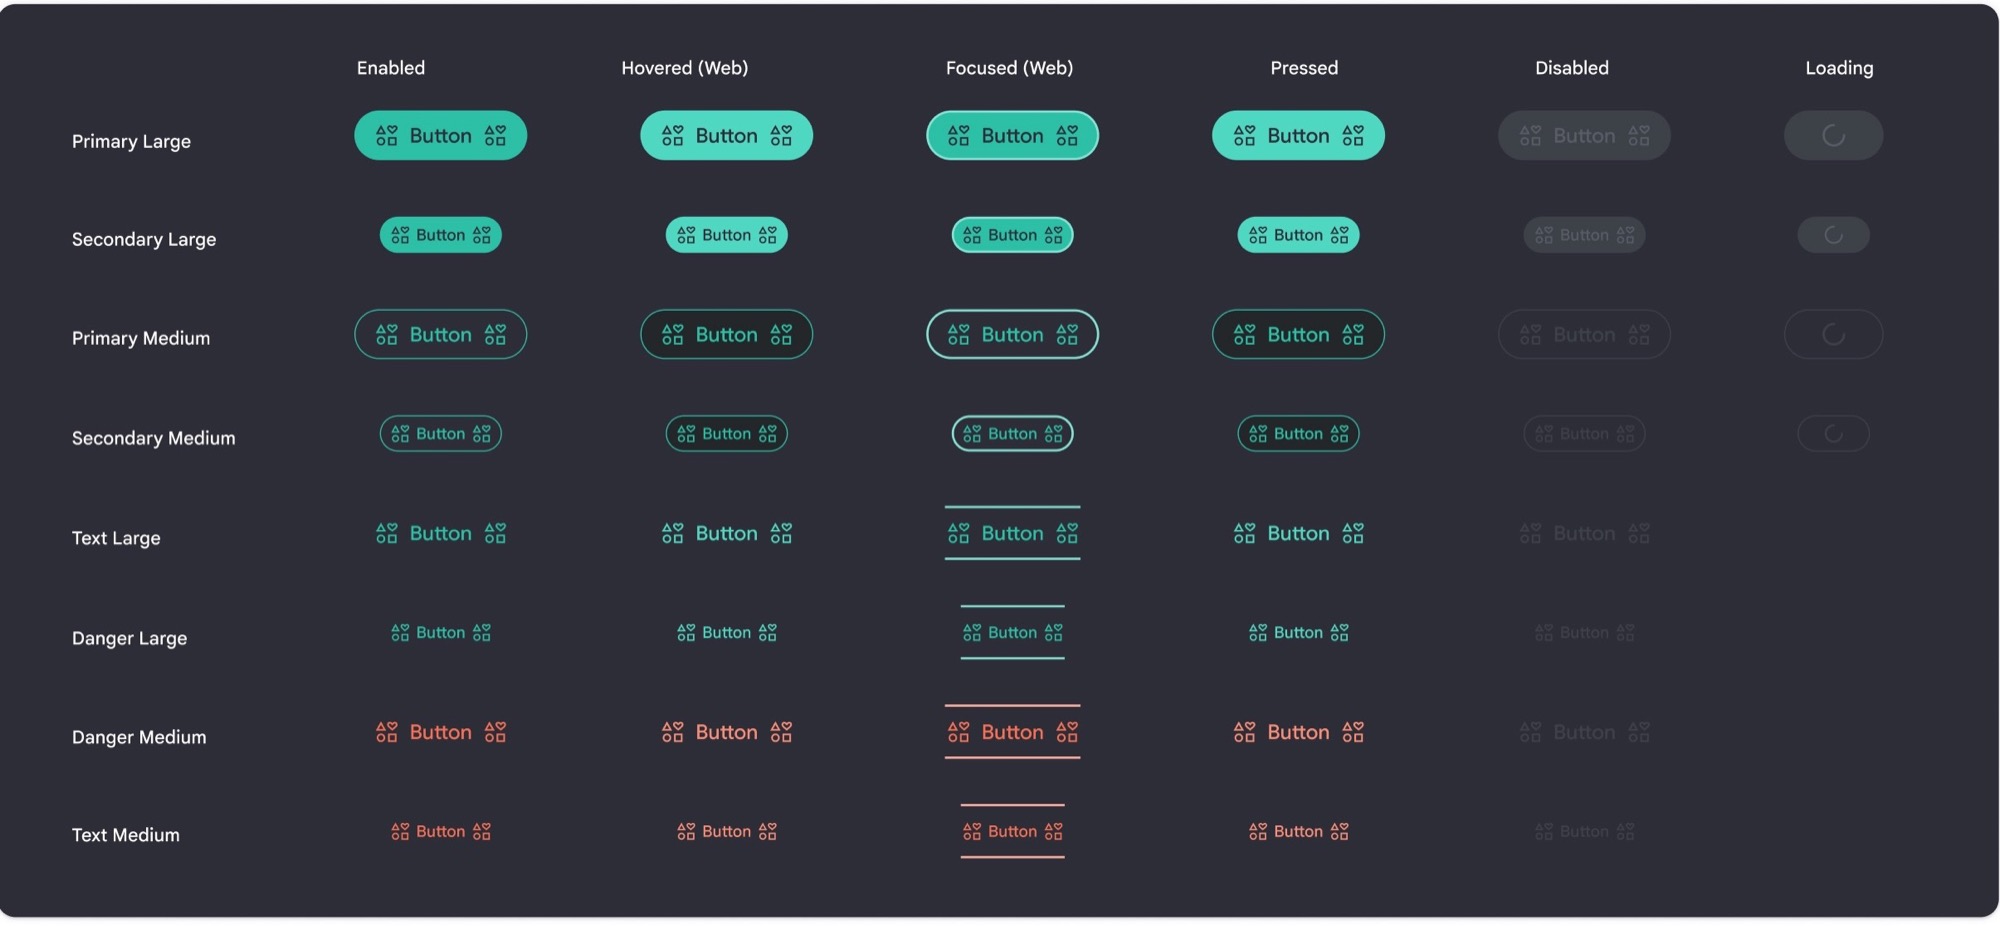 Enabled Hovered (Web) Focused (Web) Pressed Disabled Loading
Primary Large Button Button Button Button Button
Secondary Large Button Button Button Button Button
Primary Medium Button Button Button Button Button
Secondary Medium Button Button Button Button Button
Text Large Button Button Button Button Button
Danger Large Button Button Button Button Button
Danger Medium Button Button Button Button Button
Text Medium Button Button Button Button Button